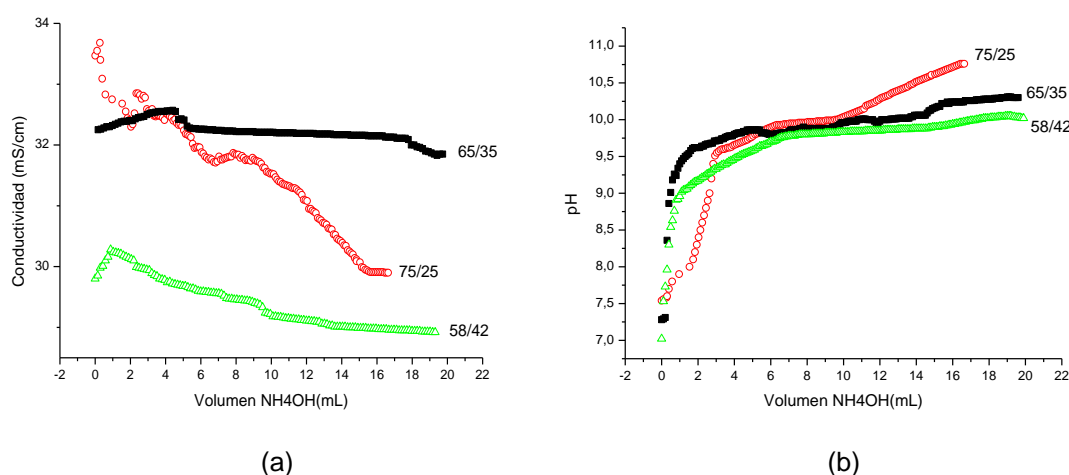 34
32
30
Conductividad (mS/cm)
75/25
65/35
58/42
-2 0 2 4 6 8 10 12 14 16 18 20 22
Volumen NH4OH(mL)
(a)
11,0
10,5
10,0
9,5
9,0
8,5
8,0
7,5
7,0
pH
75/25
65/35
58/42
-2 0 2 4 6 8 10 12 14 16 18 20 22
Volumen NH4OH(mL)
(b)